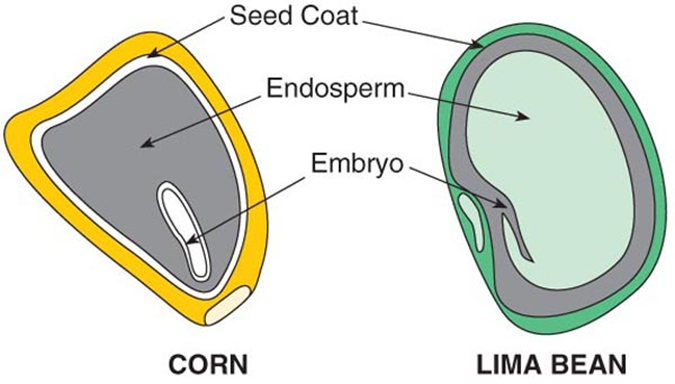 Seed Coat
Endosperm
Embryo
CORN
LIMA BEAN